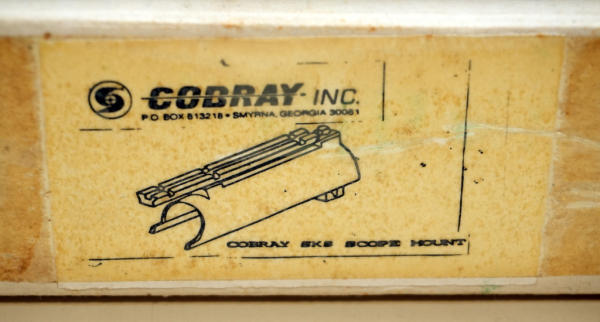 COBRAY INC.
P.O. BOX 813218 • SMYRNA, GEORGIA 30081
COBRAY SKS SCOPE MOUNT